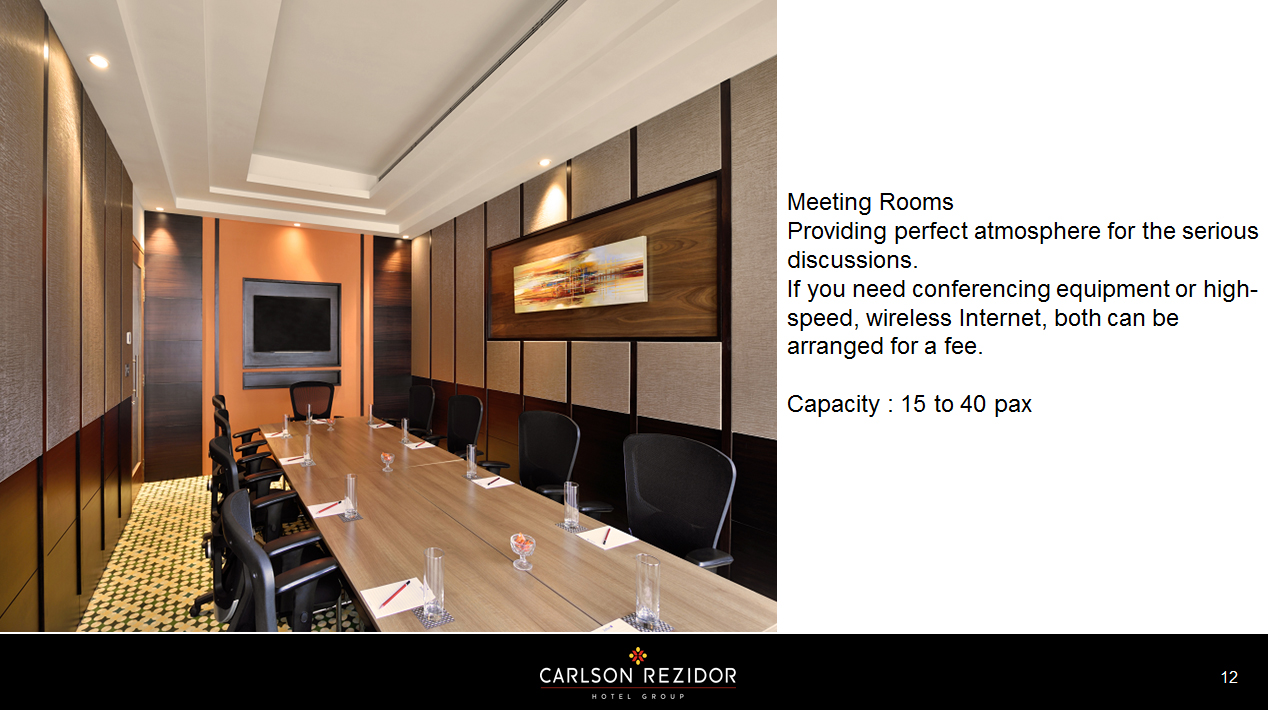 Meeting Rooms
Providing perfect atmosphere for the serious
discussions.
If you need conferencing equipment or high-
speed, wireless Internet, both can be
arranged for a fee.
Capacity : 15 to 40 pax
CARLSON REZIDOR
HOTEL GROUP
12